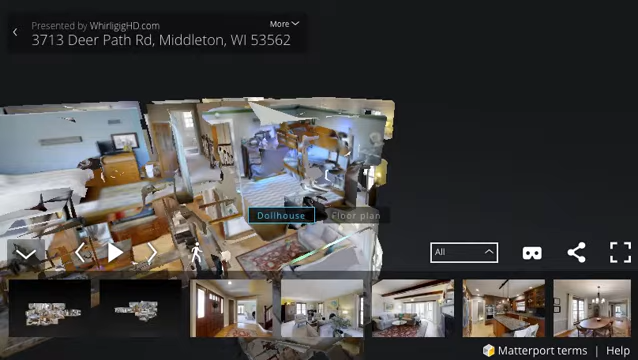 Presented by WhirligigHD.com
More
3713 Deer Path Rd, Middleton, WI 53562
Dollhouse
Floor plan
All
Matterport terms | Help